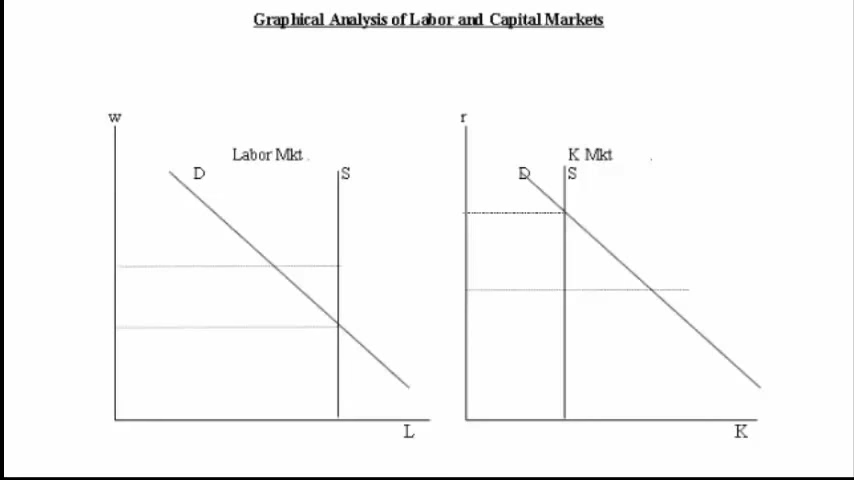 Graphical Analysis of Labor and Capital Markets
w
r
Labor Mkt .
K Mkt .
D
S
D
S
L
K